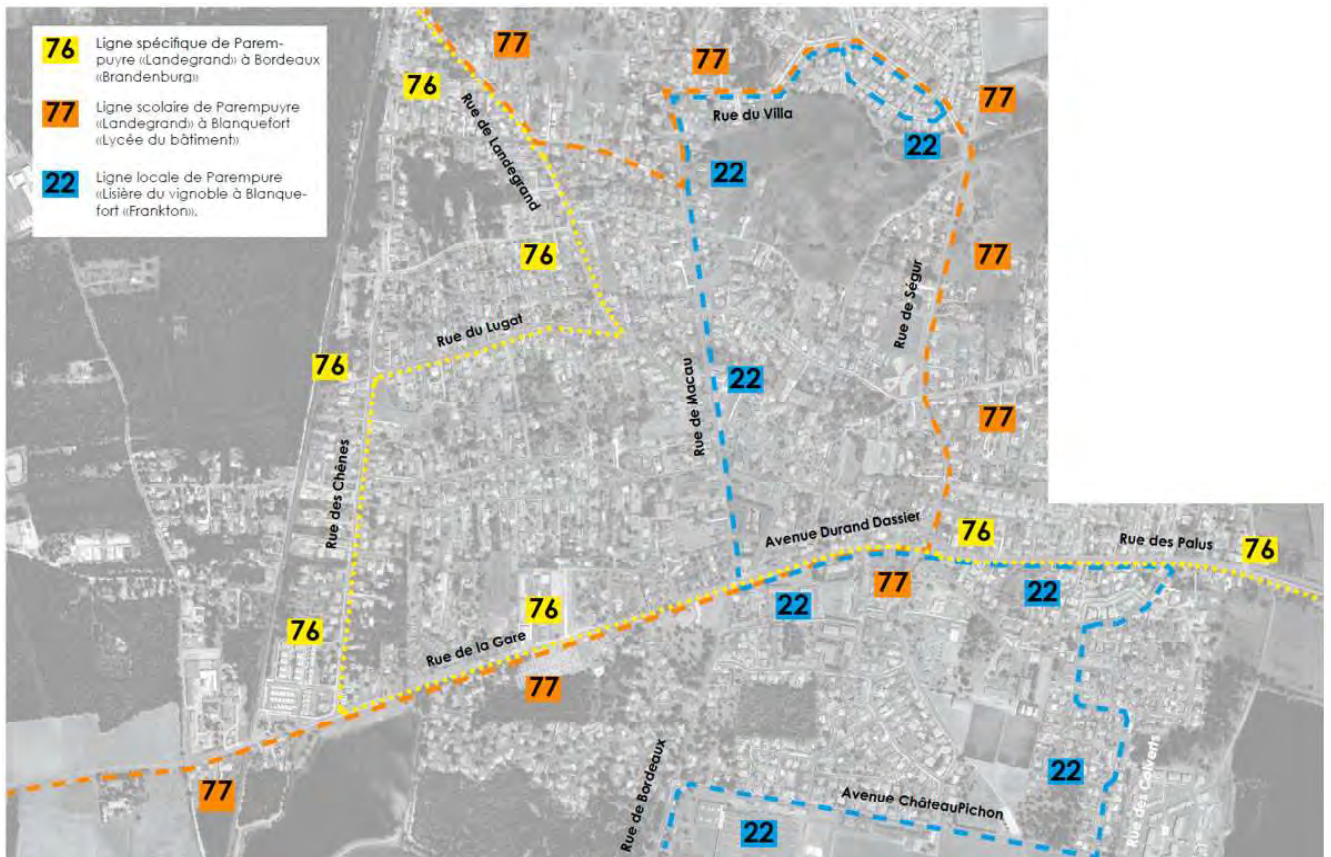 76
Ligne spécifique de Parem-
puyre «Landegrand» à Bordeaux
«Brandenburg»
77
Ligne scolaire de Parempuyre
«Landegrand» à Blanquefort
«Lycée du bâtiment»
22
Ligne locale de Parempure
«Lisière du vignoble à Blanque-
fort «Frankton».
77
77
76
77
Rue de Landegrand
Rue du Villa
22
22
76
77
Rue de Ségur
Rue du Lugat
76
22
Rue de Macau
77
Rue des Chênes
Avenue Durand Dassier
76
Rue des Palus
76
77
22
22
76
76
Rue de la Gare
77
77
Rue de Bordeaux
22
Rue des Colverts
Avenue ChâteauPichon
22